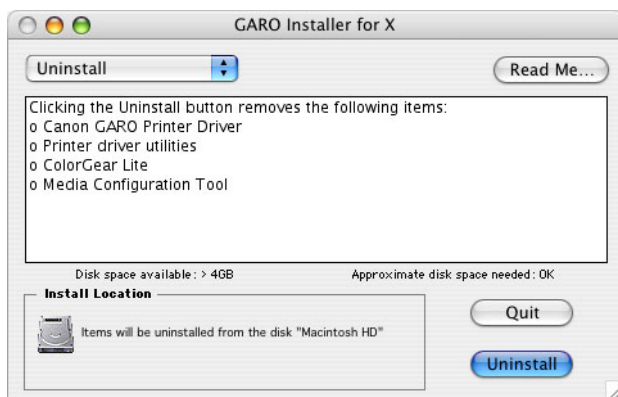 GARO Installer for X
Uninstall
Read Me...
Clicking the Uninstall button removes the following items:
o Canon GARO Printer Driver
o Printer driver utilities
o ColorGear Lite
o Media Configuration Tool
Disk space available: > 4GB
Approximate disk space needed: OK
Install Location
Items will be uninstalled from the disk "Macintosh HD"
Quit
Uninstall